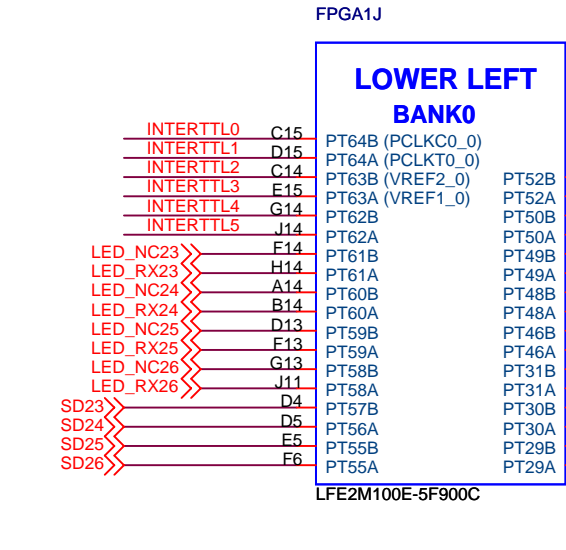 FPGA1J
LOWER LEFT
BANK0
INTERTTL0 C15 PT64B (PCLKC0_0)
INTERTTL1 D15 PT64A (PCLKT0_0)
INTERTTL2 C14 PT63B (VREF2_0) PT52B
INTERTTL3 E15 PT63A (VREF1_0) PT52A
INTERTTL4 G14 PT62B PT50B
INTERTTL5 J14 PT62A PT50A
LED_NC23 F14 PT61B PT49B
LED_RX23 H14 PT61A PT49A
LED_NC24 A14 PT60B PT48B
LED_RX24 B14 PT60A PT48A
LED_NC25 D13 PT59B PT46B
LED_RX25 F13 PT59A PT46A
LED_NC26 G13 PT58B PT31B
LED_RX26 J11 PT58A PT31A
SD23 D4 PT57B PT30B
SD24 D5 PT56A PT30A
SD25 E5 PT55B PT29B
SD26 F6 PT55A PT29A
LFE2M100E-5F900C